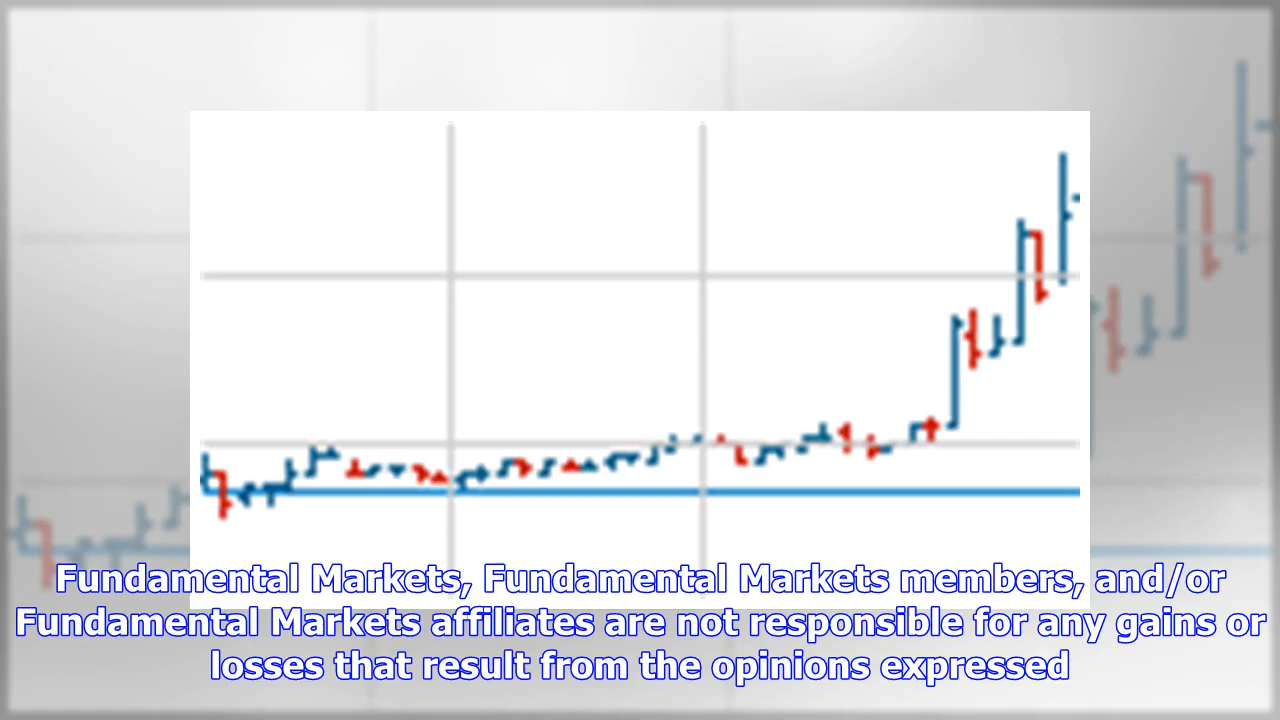 Fundamental Markets, Fundamental Markets members, and/or
Fundamental Markets affiliates are not responsible for any gains or
losses that result from the opinions expressed